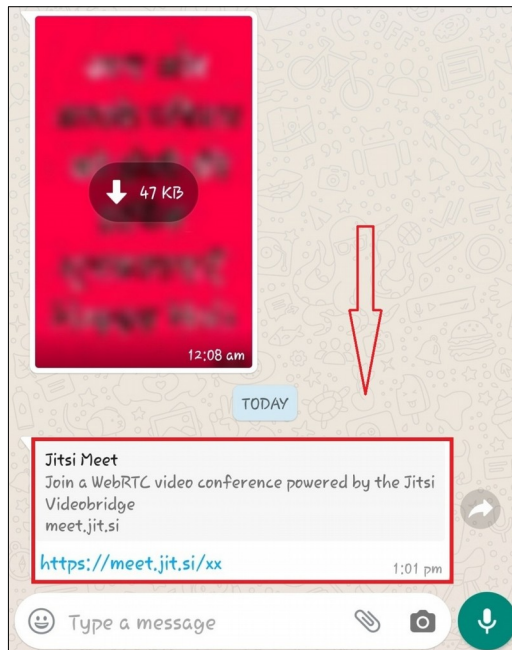 47 KB
12:08 am
TODAY
Jitsi Meet
Join a WebRTC video conference powered by the Jitsi
Videobridge
meet.jit.si
https://meet.jit.si/xx
1:01 pm
Type a message